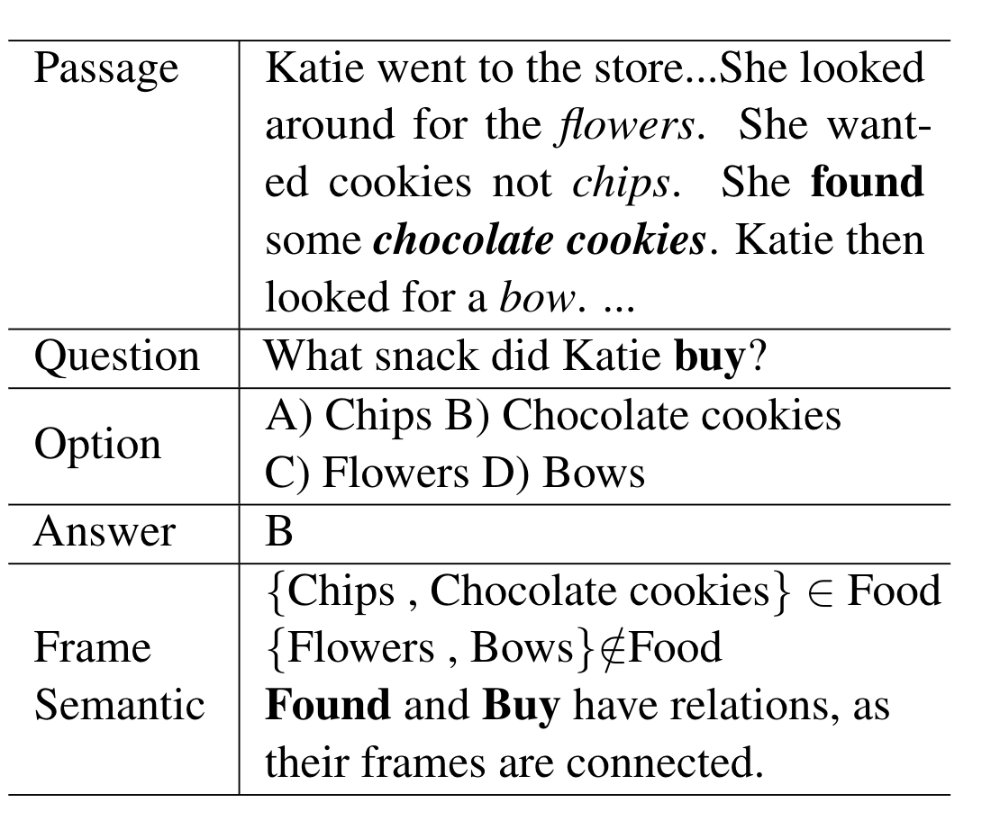 Passage
Katie went to the store...She looked
around for the flowers. She want-
ed cookies not chips. She found
some chocolate cookies. Katie then
looked for a bow. ...
Question
What snack did Katie buy?
Option
A) Chips B) Chocolate cookies
C) Flowers D) Bows
Answer
B
Frame
Semantic
{Chips , Chocolate cookies} ∈ Food
{Flowers , Bows}∉Food
Found and Buy have relations, as
their frames are connected.